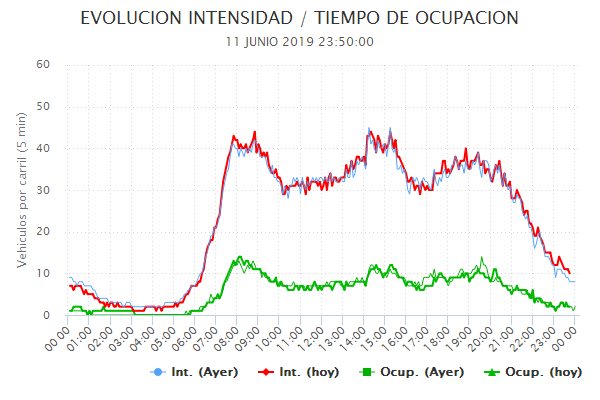 EVOLUCION INTENSIDAD / TIEMPO DE OCUPACION
11 JUNIO 2019 23:50:00
Vehiculos por carril (5 min)
60
50
40
30
20
10
0
00:00 01:00 02:00 03:00 04:00 05:00 06:00 07:00 08:00 09:00 10:00 11:00 12:00 13:00 14:00 15:00 16:00 17:00 18:00 19:00 20:00 21:00 22:00 23:00 00:00
Int. (Ayer) Int. (hoy) Ocup. (Ayer) Ocup. (hoy)